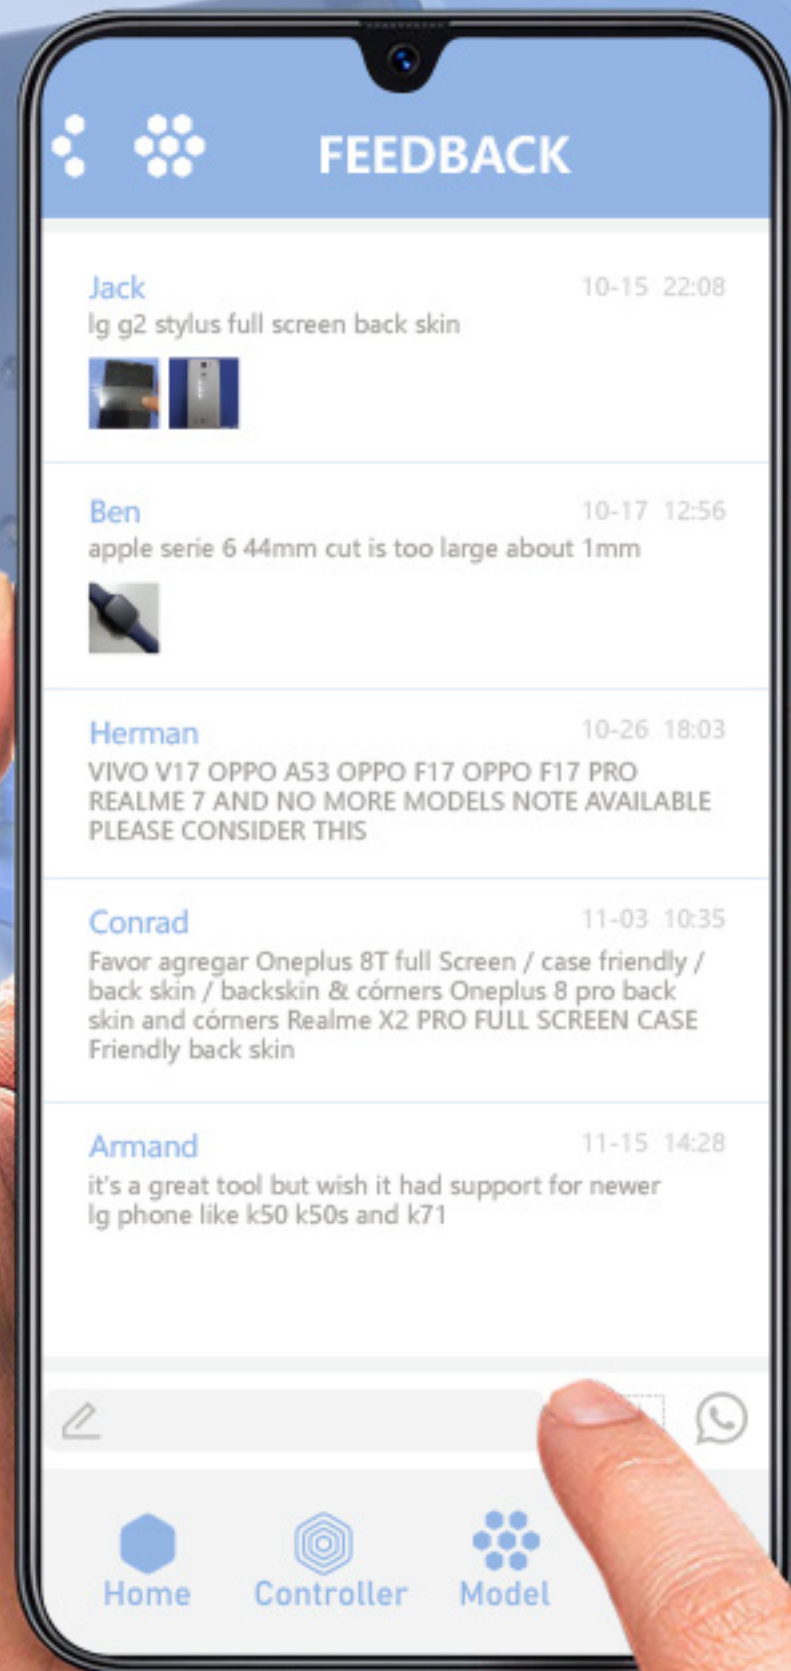 FEEDBACK
Jack
10-15 22:08
lg g2 stylus full screen back skin
Ben
10-17 12:56
apple serie 6 44mm cut is too large about 1mm
Herman
10-26 18:03
VIVO V17 OPPO A53 OPPO F17 OPPO F17 PRO
REALME 7 AND NO MORE MODELS NOTE AVAILABLE
PLEASE CONSIDER THIS
Conrad
11-03 10:35
Favor agregar Oneplus 8T full Screen / case friendly /
back skin / backskin & córners Oneplus 8 pro back
skin and córners Realme X2 PRO FULL SCREEN CASE
Friendly back skin
Armand
11-15 14:28
it's a great tool but wish it had support for newer
lg phone like k50 k50s and k71
Home
Controller
Model